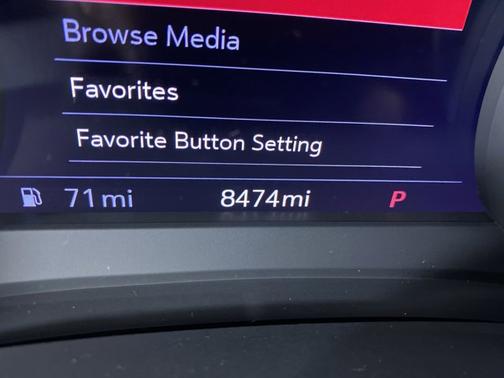 Browse Media
Favorites
Favorite Button Setting
71 mi 8474mi P